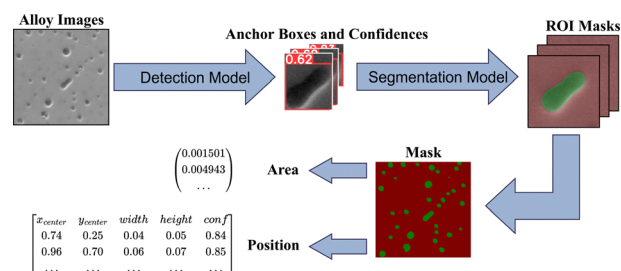 Alloy Images
Anchor Boxes and Confidences
ROI Masks
0.62
Detection Model
Segmentation Model
Mask
0.001501
0.004943
...
Area
x_center y_center width height conf
0.74 0.25 0.04 0.05 0.84
0.96 0.70 0.06 0.07 0.85
... ... ... ... ...
Position